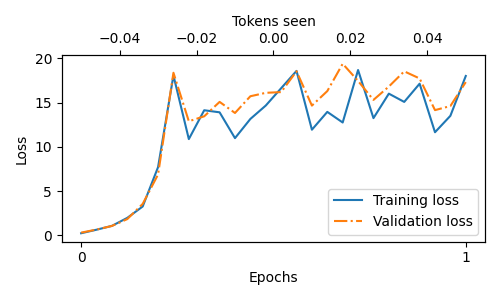 Tokens seen
−0.04 −0.02 0.00 0.02 0.04
20
15
10
5
0
Loss
Training loss
Validation loss
0 1
Epochs